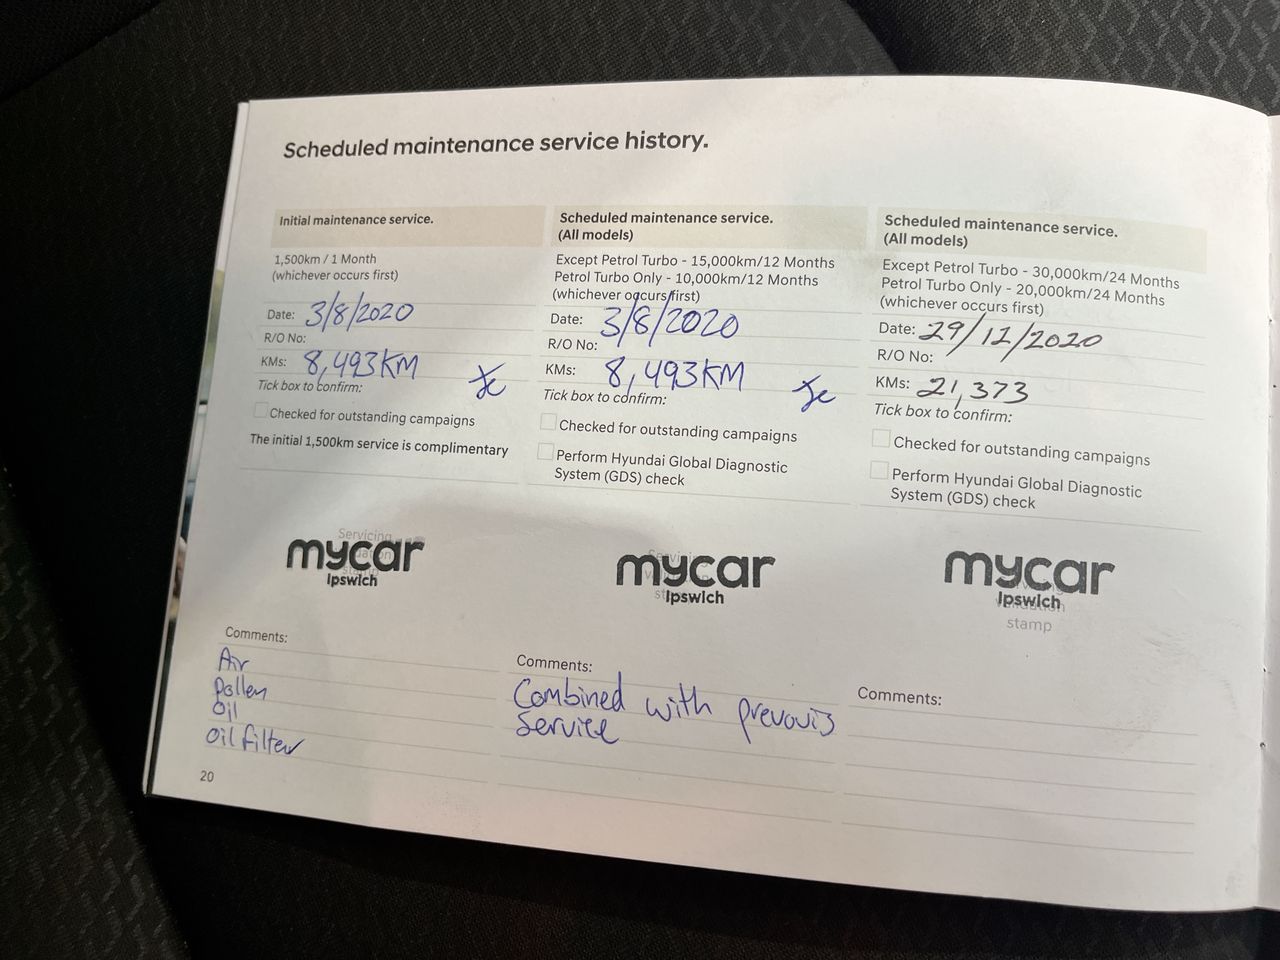 Scheduled maintenance service history.
Initial maintenance service.
1,500km / 1 Month
(whichever occurs first)
Date: 3/8/2020
R/O No:
KMs: 8,493KM
Tick box to confirm:
Checked for outstanding campaigns
The initial 1,500km service is complimentary
Servicing
mycar
Ipswich
Comments:
Air
Pollen
Oil
Oil filter
20
Scheduled maintenance service.
(All models)
Except Petrol Turbo - 15,000km/12 Months
Petrol Turbo Only - 10,000km/12 Months
(whichever occurs first)
Date: 3/8/2020
R/O No:
KMs: 8,493KM
Tick box to confirm:
Checked for outstanding campaigns
Perform Hyundai Global Diagnostic
System (GDS) check
mycar
Ipswich
Comments:
Combined with prevouis
Service
Scheduled maintenance service.
(All models)
Except Petrol Turbo - 30,000km/24 Months
Petrol Turbo Only - 20,000km/24 Months
(whichever occurs first)
Date: 29/12/2020
R/O No:
KMs: 21,373
Tick box to confirm:
Checked for outstanding campaigns
Perform Hyundai Global Diagnostic
System (GDS) check
mycar
Ipswich
stamp
Comments: